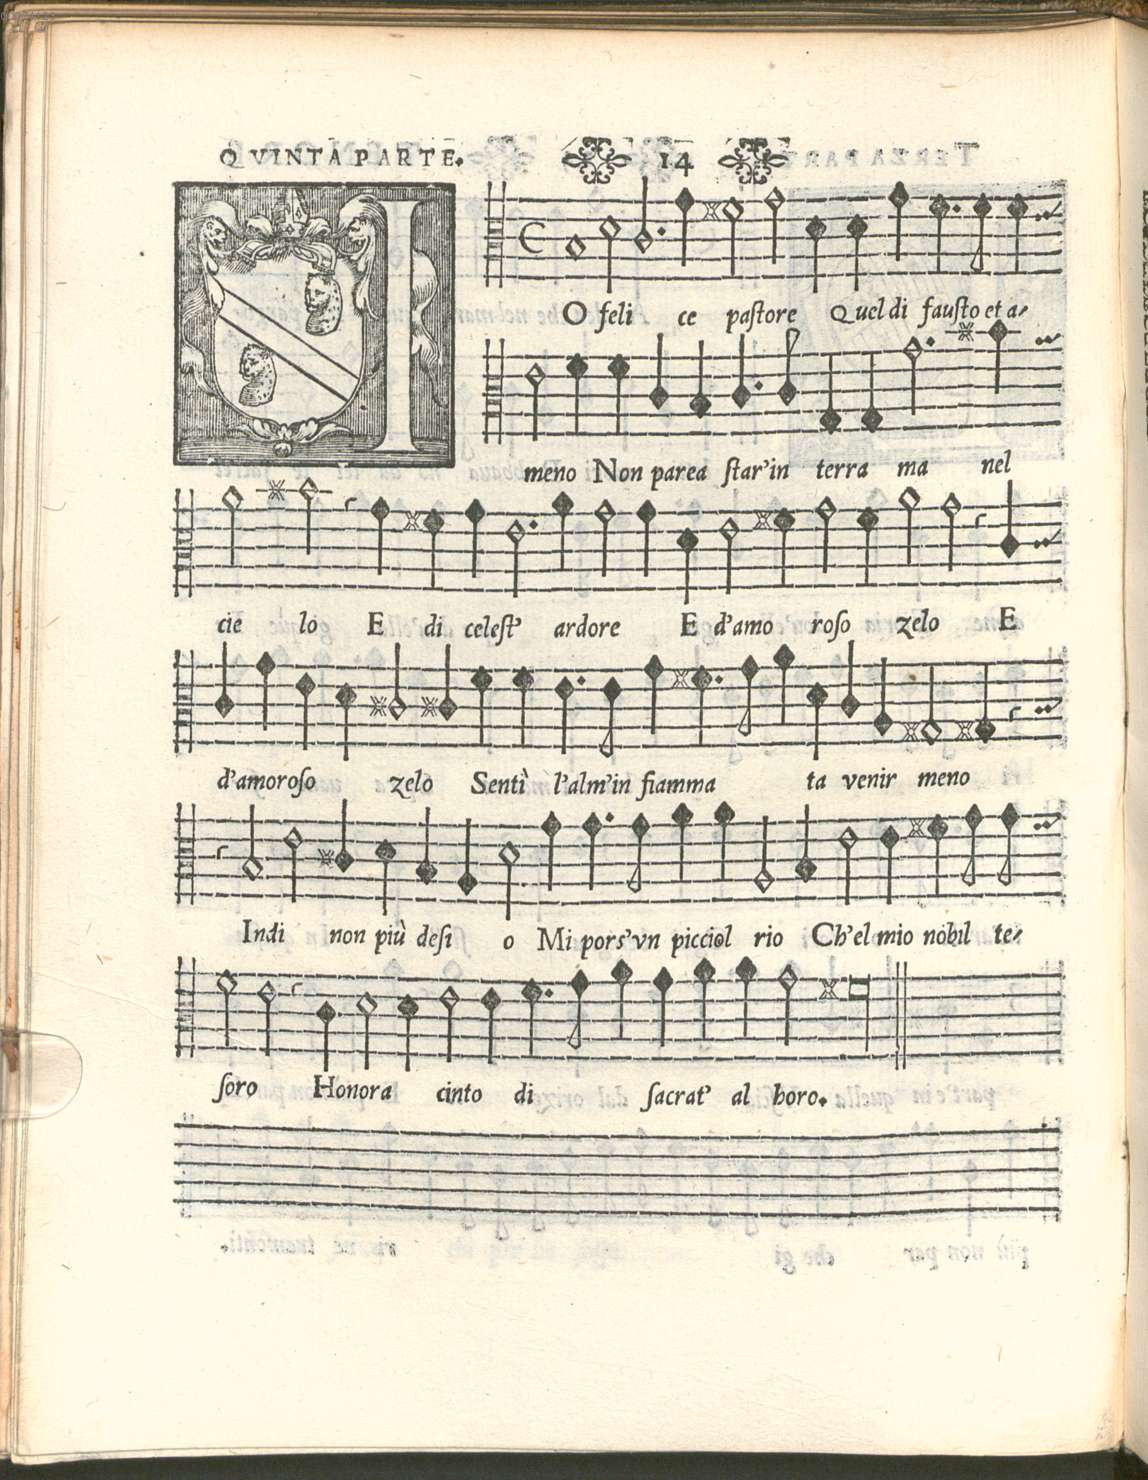 QVINTA PARTE. 14
IO feli ce paſtore Quel di fauſto et a-
meno Non parea ſtar'in terra ma nel
cie lo E di celeſt' ardore E d'amo roſo zelo E
d'amoroſo zelo Sentì l'alm'in fiamma ta venir meno
Indi non più deſi o Mi pors'vn picciol rio Ch'el mio nobil te-
ſoro Honora cinto di ſacrat' al horo.